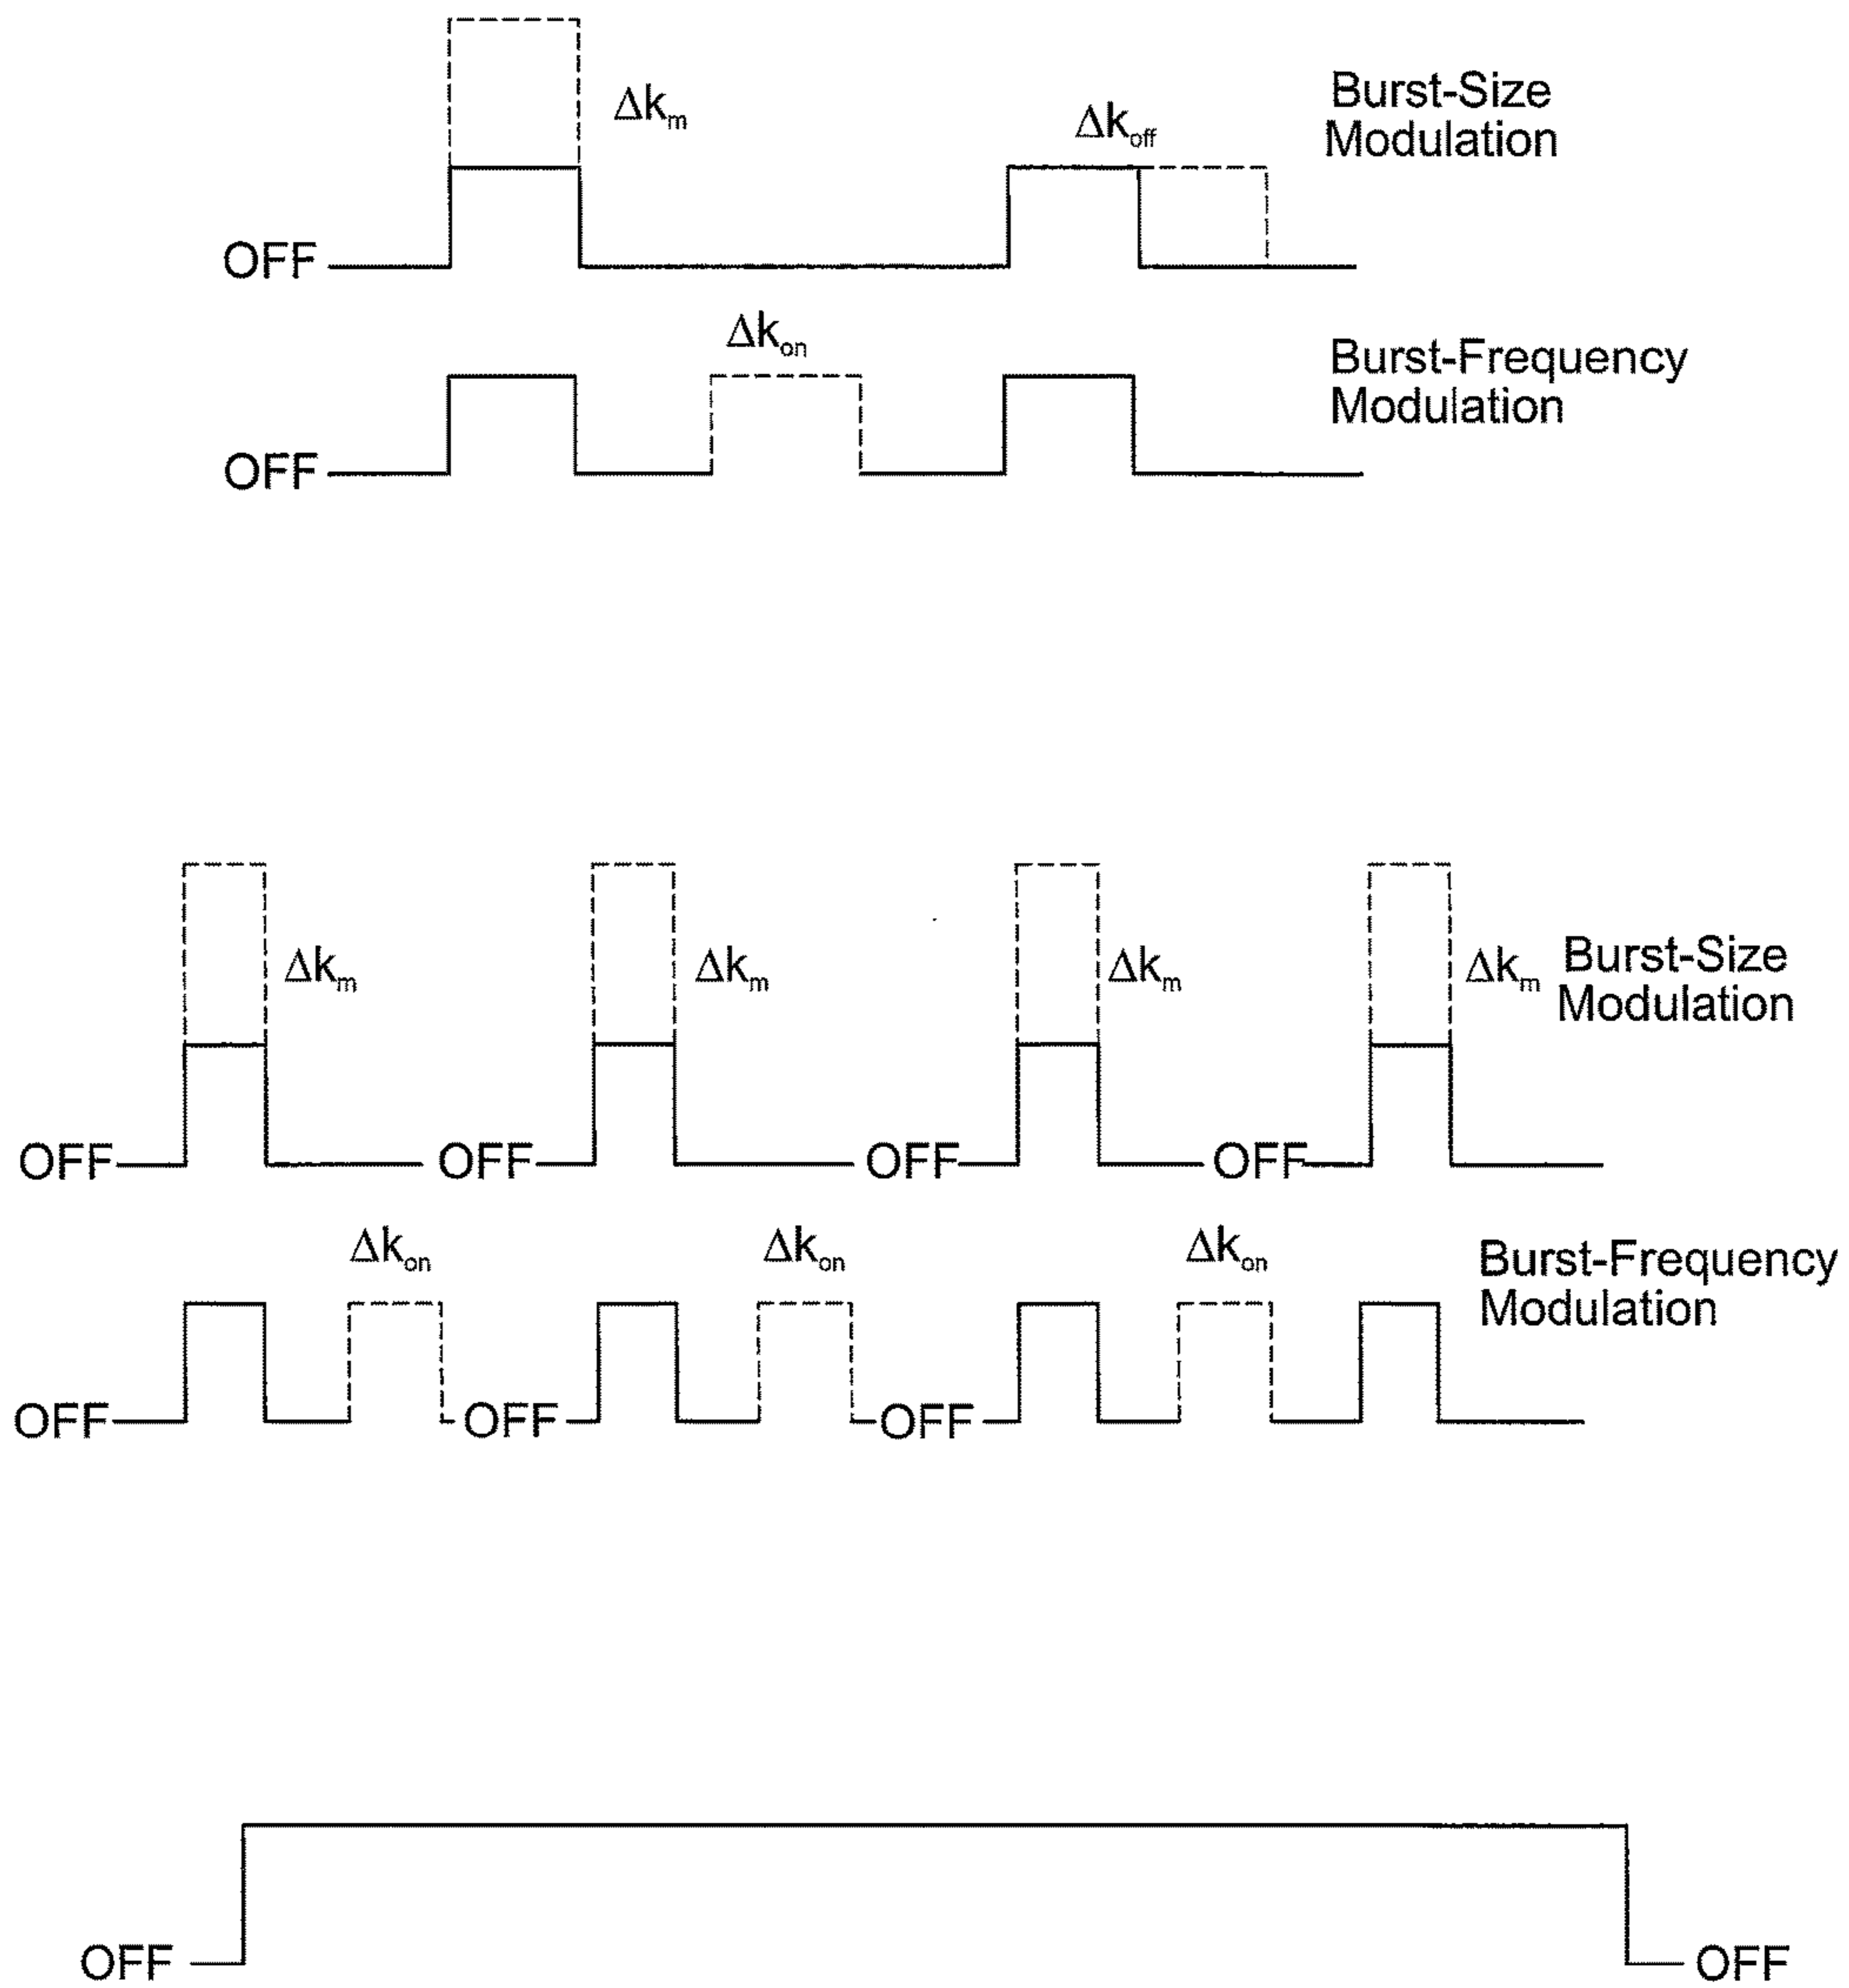 Δkm
Δkoff
Burst-Size
Modulation
OFF
Δkon
Burst-Frequency
Modulation
OFF
Δkm
Δkm
Δkm
Δkm
Burst-Size
Modulation
OFF
OFF
OFF
OFF
Δkon
Δkon
Δkon
Burst-Frequency
Modulation
OFF
OFF
OFF
OFF
OFF